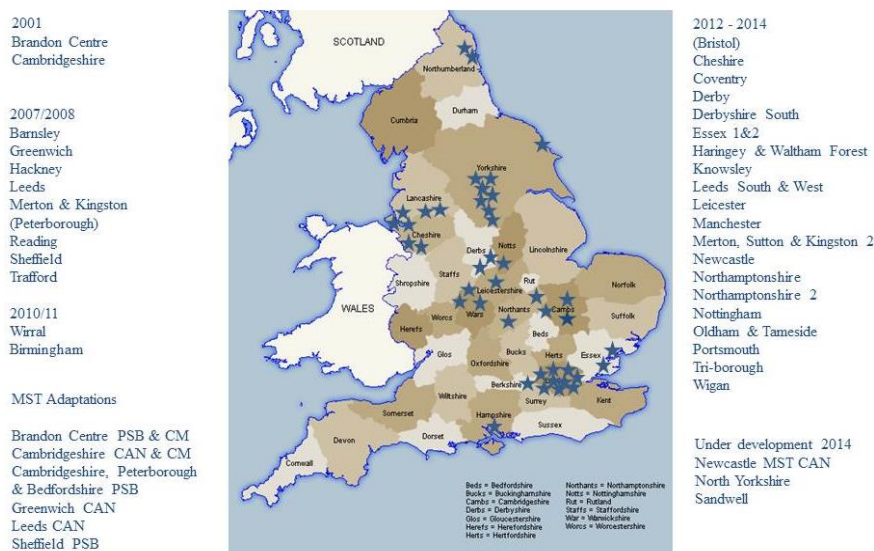 2001
Brandon Centre
Cambridgeshire
2007/2008
Barnsley
Greenwich
Hackney
Leeds
Merton & Kingston
(Peterborough)
Reading
Sheffield
Trafford
2010/11
Wirral
Birmingham
MST Adaptations
Brandon Centre PSB & CM
Cambridgeshire CAN & CM
Cambridgeshire, Peterborough
& Bedfordshire PSB
Greenwich CAN
Leeds CAN
Sheffield PSB
SCOTLAND
Northumberland
Durham
Cumbria
Yorkshire
Lancashire
Cheshire
Derbs
Notts
Lincolnshire
Shropshire
Staffs
Leicestershire
Rut
Norfolk
WALES
Herefs
Worcs
Wars
Northants
Cambs
Suffolk
Beds
Glos
Oxfordshire
Bucks
Herts
Essex
Berkshire
Wiltshire
Surrey
Kent
Somerset
Hampshire
Sussex
Devon
Dorset
Cornwall
Beds = Bedfordshire
Bucks = Buckinghamshire
Cambs = Cambridgeshire
Derbs = Derbyshire
Glos = Gloucestershire
Herefs = Herefordshire
Herts = Hertfordshire
Northants = Northamptonshire
Notts = Nottinghamshire
Rut = Rutland
Staffs = Staffordshire
War = Warwickshire
Worcs = Worcestershire
2012 - 2014
(Bristol)
Cheshire
Coventry
Derby
Derbyshire South
Essex 1&2
Haringey & Waltham Forest
Knowsley
Leeds South & West
Leicester
Manchester
Merton, Sutton & Kingston 2
Newcastle
Northamptonshire
Northamptonshire 2
Nottingham
Oldham & Tameside
Portsmouth
Tri-borough
Wigan
Under development 2014
Newcastle MST CAN
North Yorkshire
Sandwell